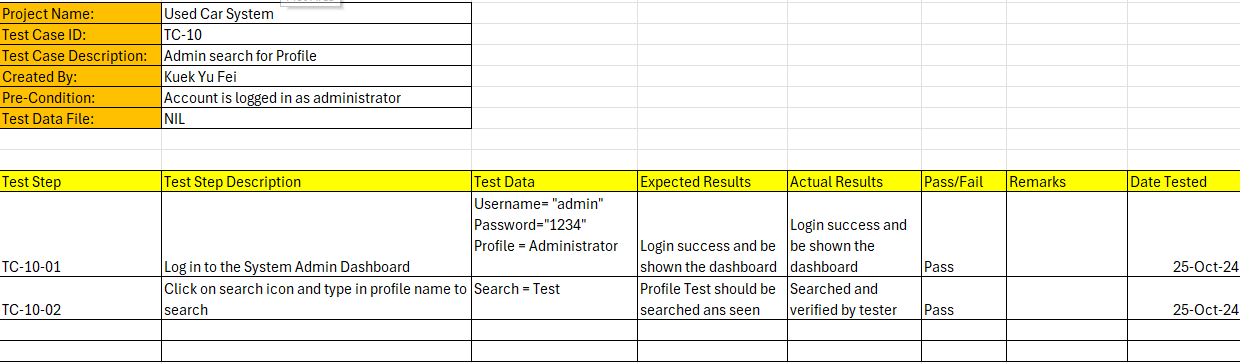 Project Name: Used Car System
Test Case ID: TC-10
Test Case Description: Admin search for Profile
Created By: Kuek Yu Fei
Pre-Condition: Account is logged in as administrator
Test Data File: NIL
Test Step Test Step Description Test Data Expected Results Actual Results Pass/Fail Remarks Date Tested
TC-10-01
Log in to the System Admin Dashboard
Username= "admin"
Password="1234"
Profile = Administrator
Login success and be
shown the dashboard
Login success and
be shown the
dashboard
Pass
25-Oct-24
TC-10-02
Click on search icon and type in profile name to
search
Search = Test
Profile Test should be
searched ans seen
Searched and
verified by tester
Pass
25-Oct-24